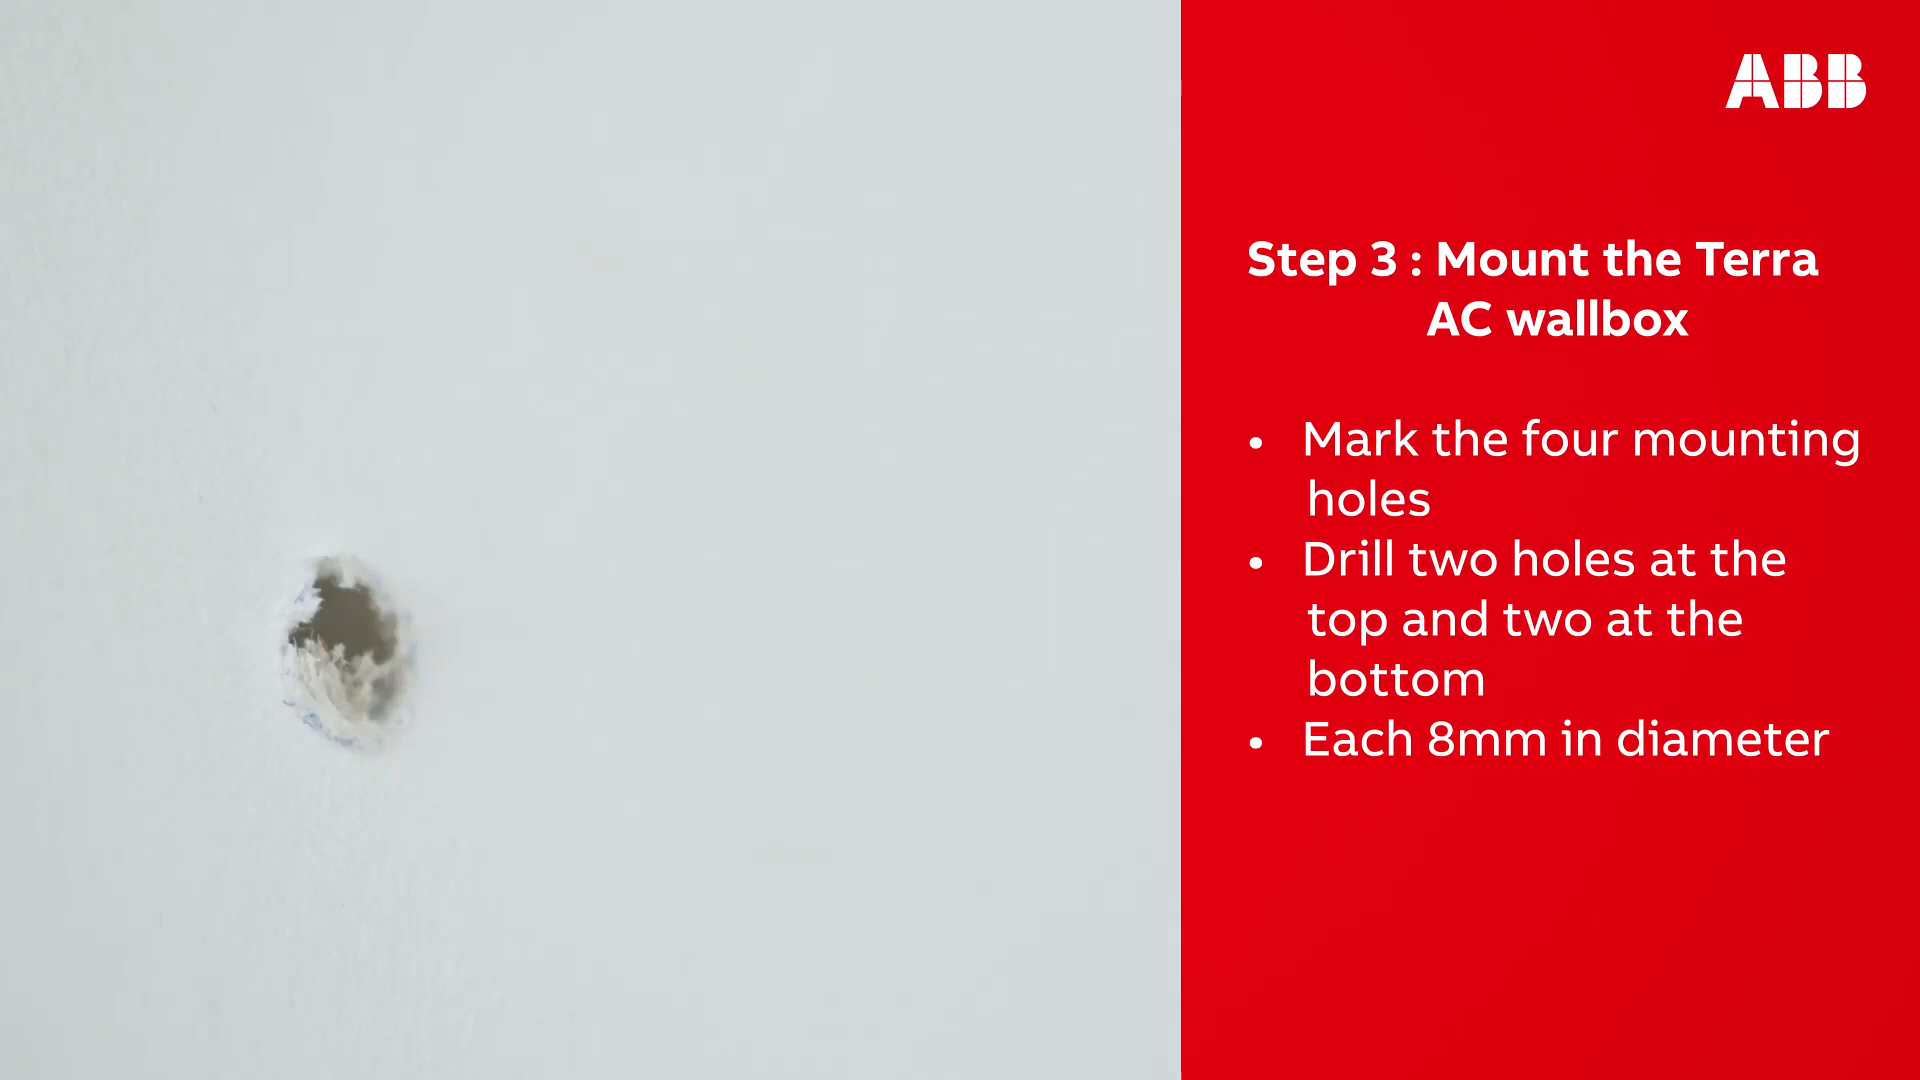 ABB
Step 3 : Mount the Terra
AC wallbox
• Mark the four mounting
holes
• Drill two holes at the
top and two at the
bottom
• Each 8mm in diameter